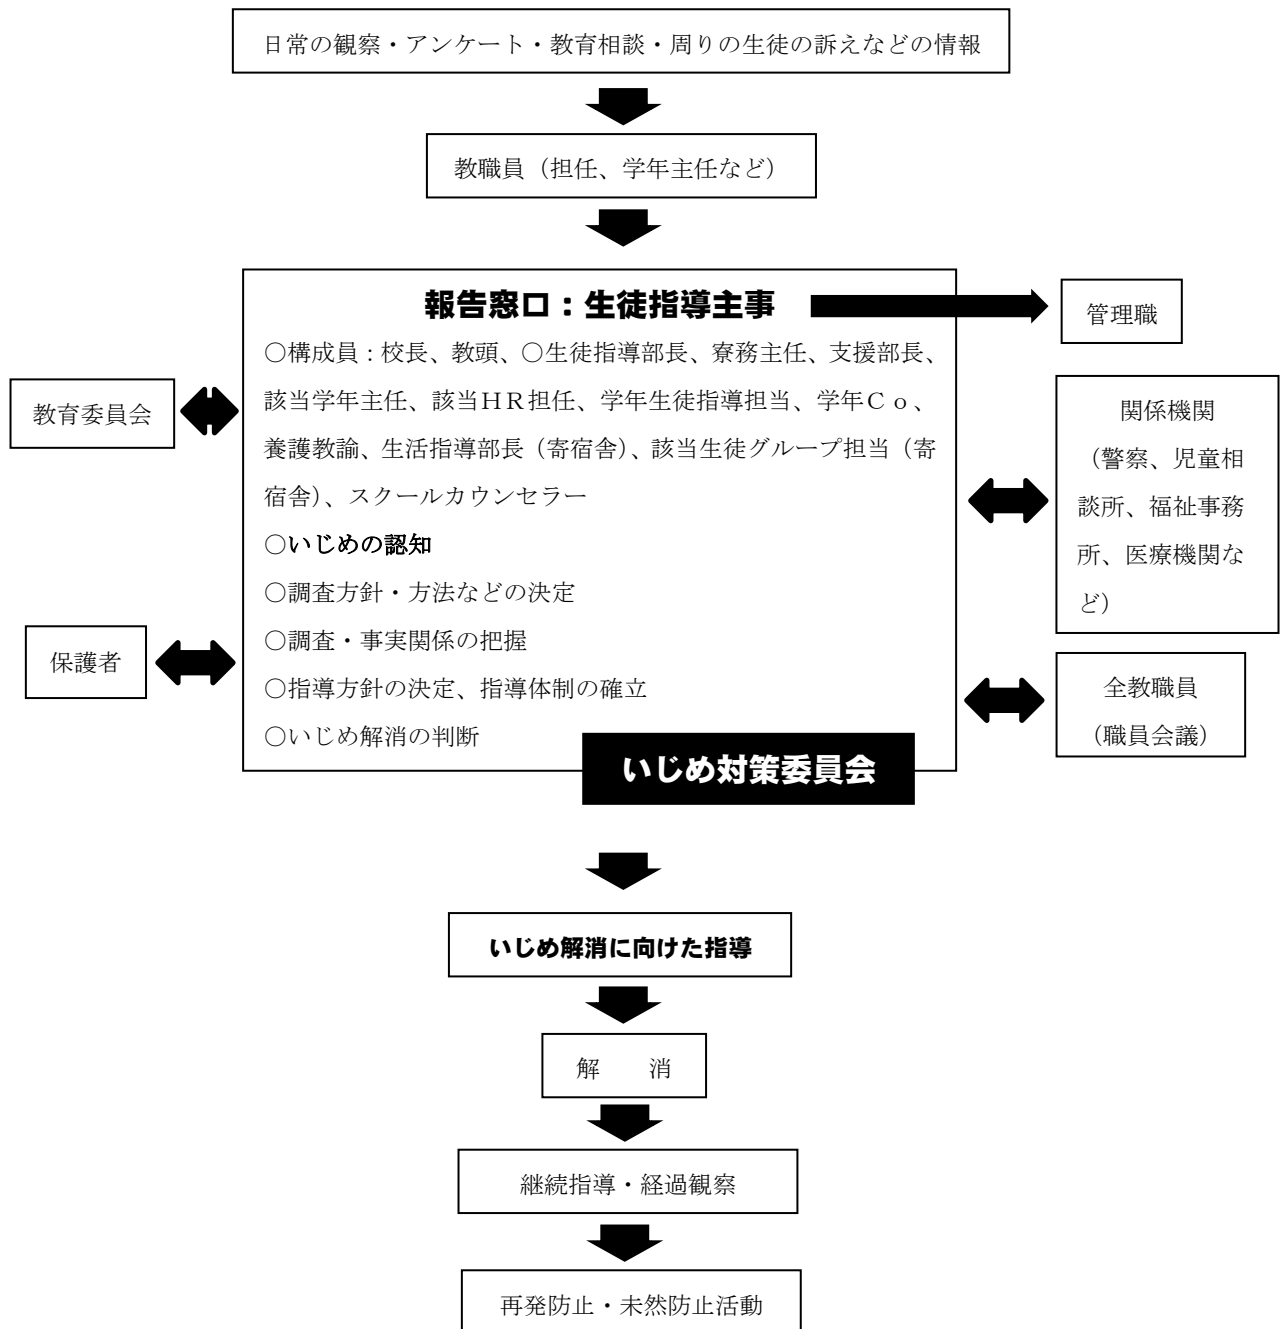 日常の観察・アンケート・教育相談・周りの生徒の訴えなどの情報
教職員（担任、学年主任など）
報告窓口：生徒指導主事
管理職
○構成員：校長、教頭、○生徒指導部長、寮務主任、支援部長、
該当学年主任、該当ＨＲ担任、学年生徒指導担当、学年Ｃｏ、
養護教諭、生活指導部長（寄宿舎）、該当生徒グループ担当（寄
宿舎）、スクールカウンセラー
○いじめの認知
○調査方針・方法などの決定
○調査・事実関係の把握
○指導方針の決定、指導体制の確立
○いじめ解消の判断
いじめ対策委員会
教育委員会
保護者
関係機関
（警察、児童相
談所、福祉事務
所、医療機関な
ど）
全教職員
（職員会議）
いじめ解消に向けた指導
解　　消
継続指導・経過観察
再発防止・未然防止活動